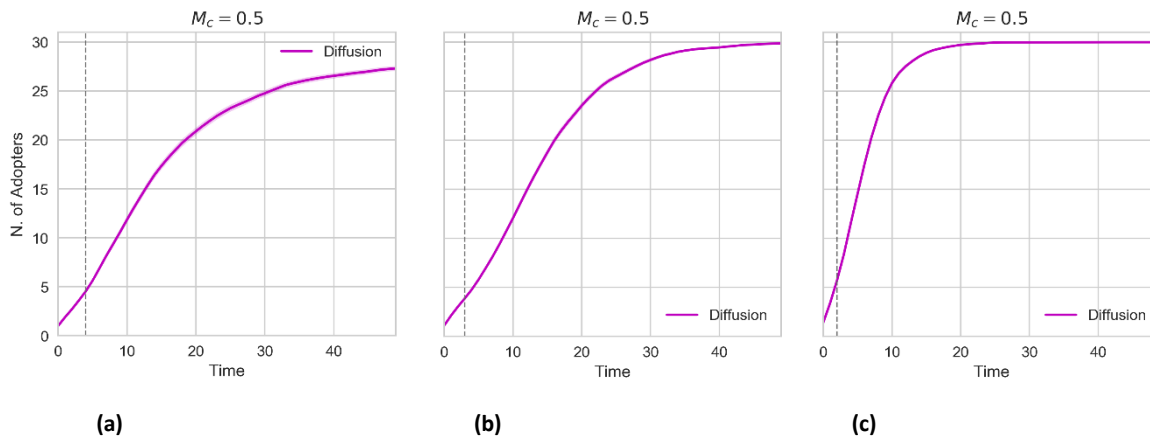 M_c = 0.5
M_c = 0.5
M_c = 0.5
N. of Adopters
30
25
20
15
10
5
0
Diffusion
Diffusion
Diffusion
0 10 20 30 40
0 10 20 30 40
0 10 20 30 40
Time
Time
Time
(a)
(b)
(c)